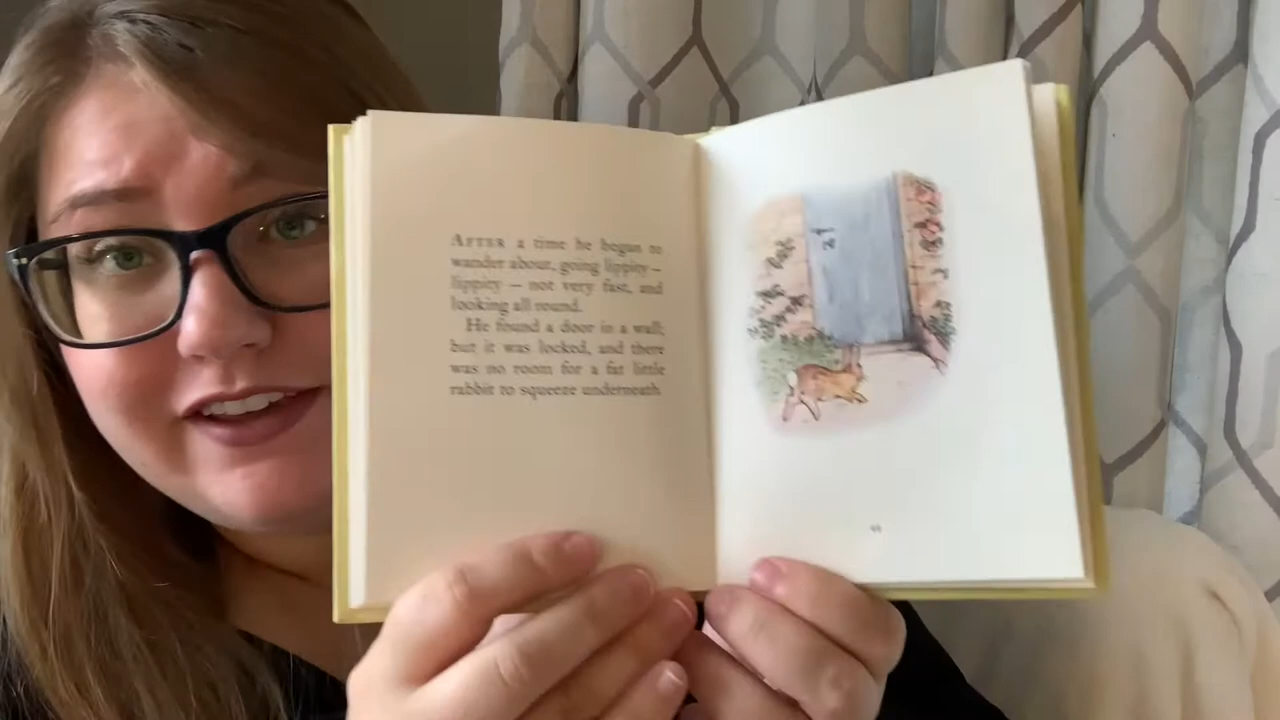 AFTER a time he began to
wander about, going lippity –
lippity – not very fast, and
looking all round.
He found a door in a wall;
but it was locked, and there
was no room for a fat little
rabbit to squeeze underneath.